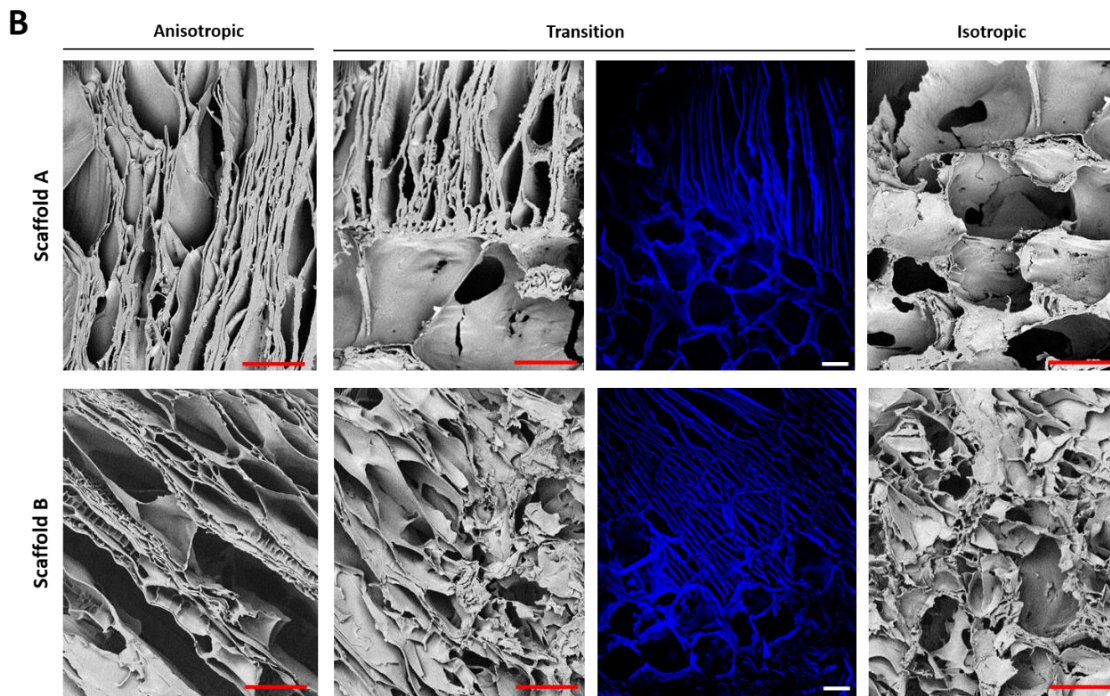 B
Anisotropic
Transition
Isotropic
Scaffold A
Scaffold B